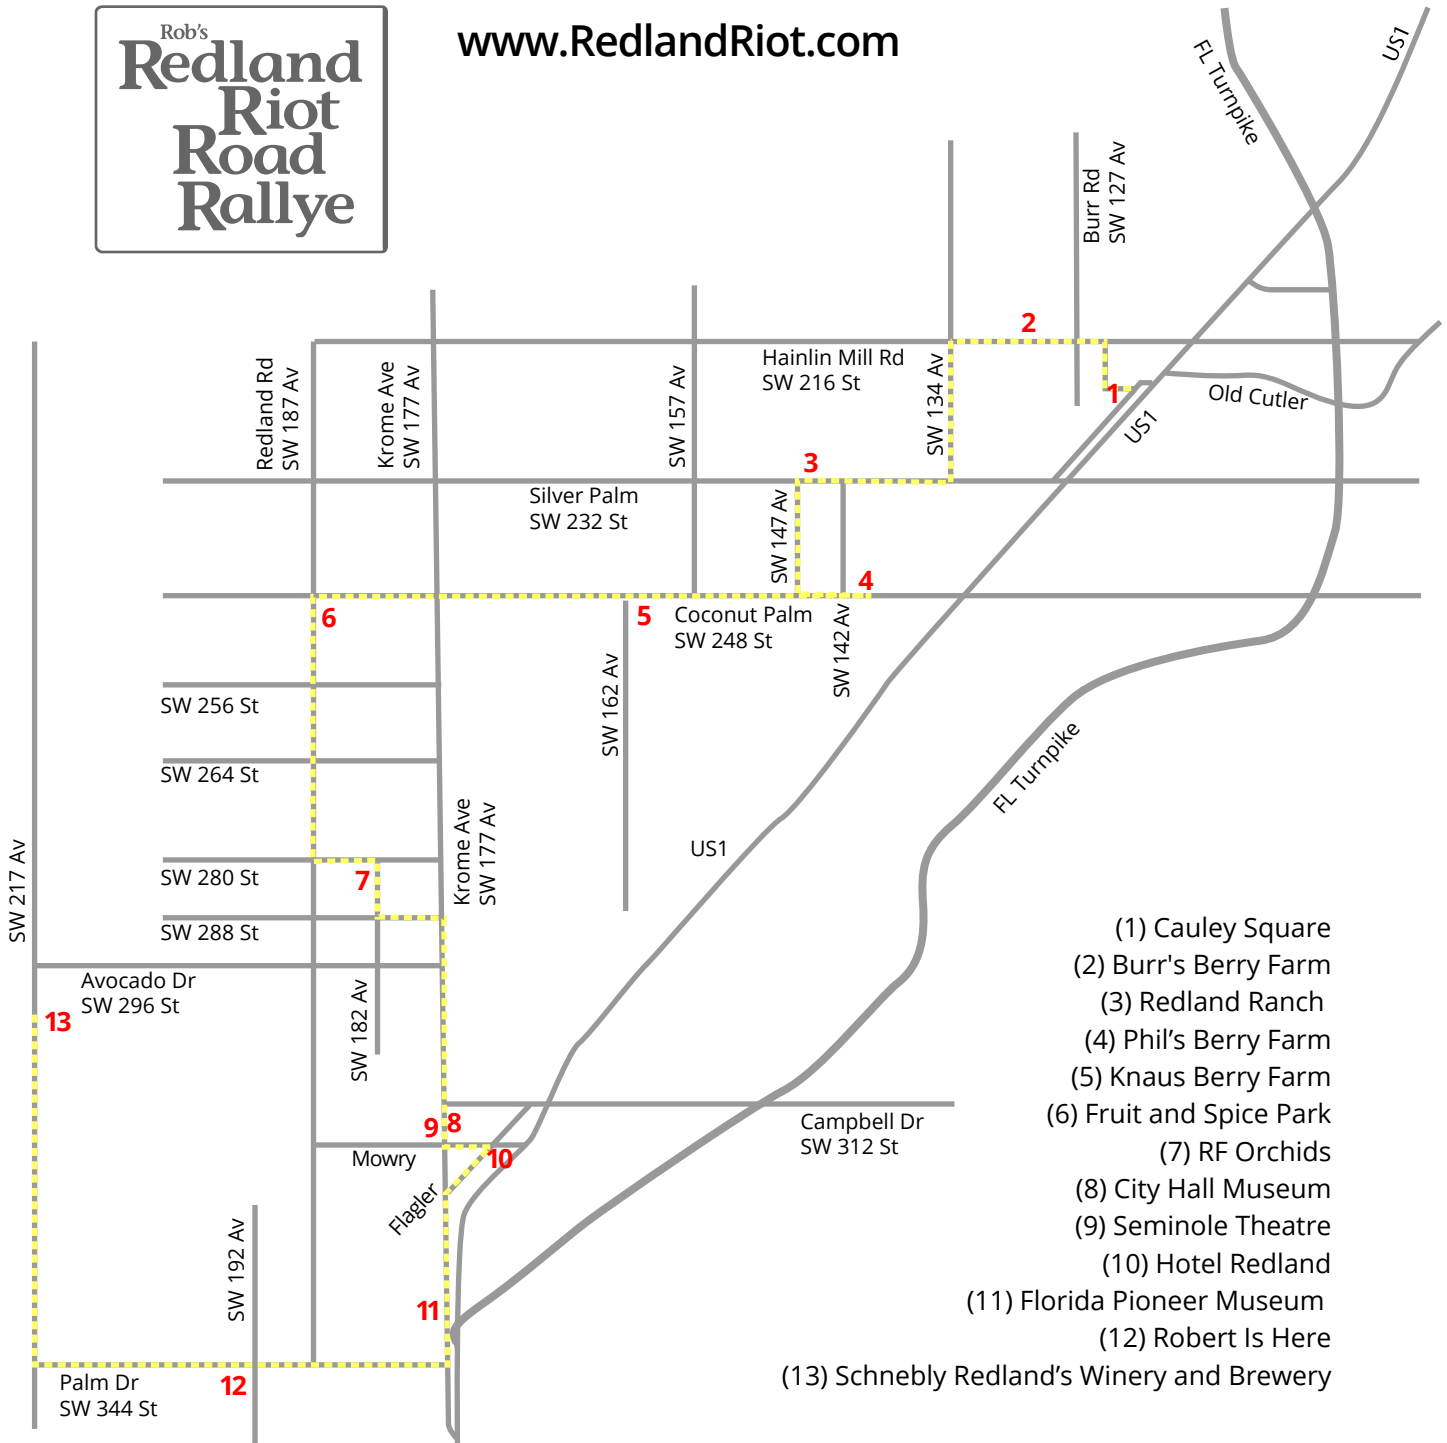 Rob's
Redland
Riot
Road
Rallye
www.RedlandRiot.com
FL Turnpike
US1
Burr Rd
SW 127 Av
2
Hainlin Mill Rd
SW 216 St
Redland Rd
SW 187 Av
Krome Ave
SW 177 Av
SW 157 Av
SW 134 Av
1
US1
Old Cutler
3
Silver Palm
SW 232 St
SW 147 Av
4
6
5
Coconut Palm
SW 248 St
SW 142 Av
SW 162 Av
SW 256 St
SW 264 St
FL Turnpike
Krome Ave
SW 177 Av
US1
SW 217 Av
7
SW 280 St
SW 288 St
Avocado Dr
SW 296 St
13
SW 182 Av
9
8
Campbell Dr
SW 312 St
Mowry
10
Flagler
SW 192 Av
11
12
Palm Dr
SW 344 St
(1) Cauley Square
(2) Burr's Berry Farm
(3) Redland Ranch
(4) Phil’s Berry Farm
(5) Knaus Berry Farm
(6) Fruit and Spice Park
(7) RF Orchids
(8) City Hall Museum
(9) Seminole Theatre
(10) Hotel Redland
(11) Florida Pioneer Museum
(12) Robert Is Here
(13) Schnebly Redland’s Winery and Brewery